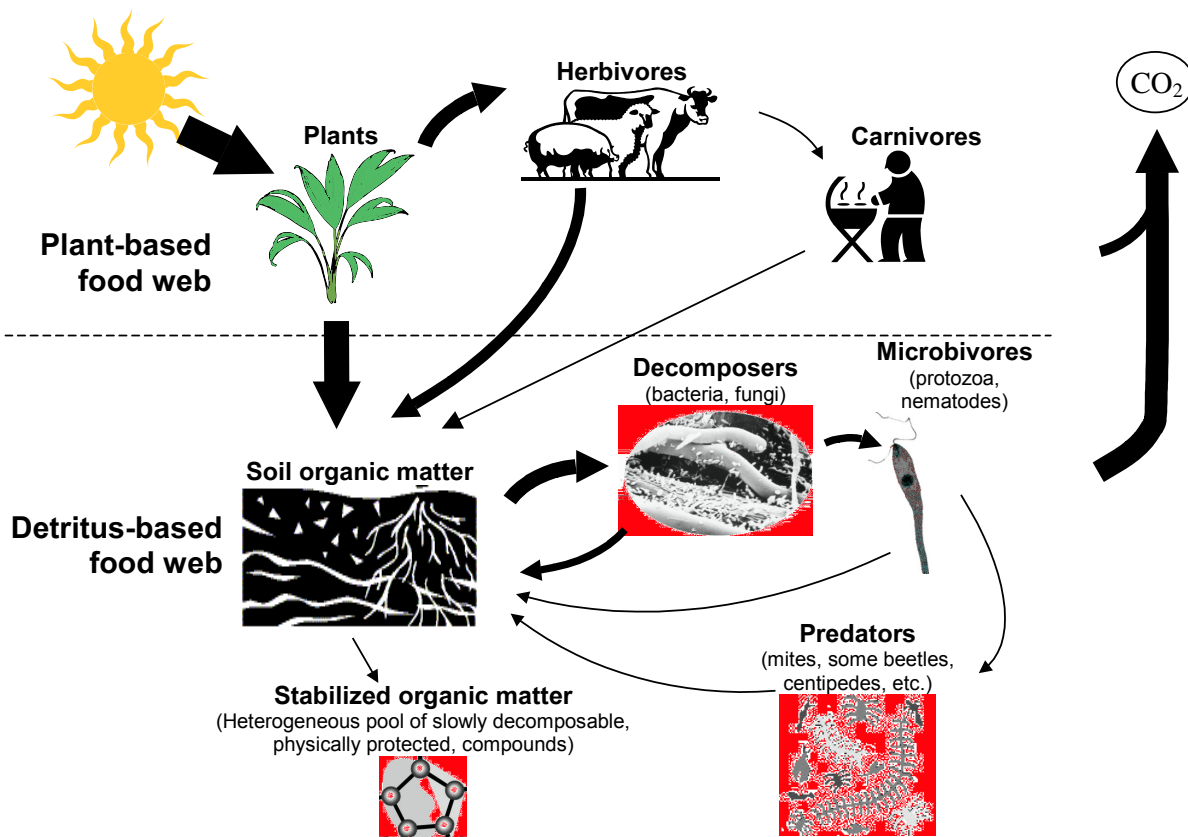 Herbivores
CO₂
Plants
Carnivores
Plant-based
food web
Decomposers
(bacteria, fungi)
Microbivores
(protozoa,
nematodes)
Soil organic matter
Detritus-based
food web
Predators
(mites, some beetles,
centipedes, etc.)
Stabilized organic matter
(Heterogeneous pool of slowly decomposable,
physically protected, compounds)